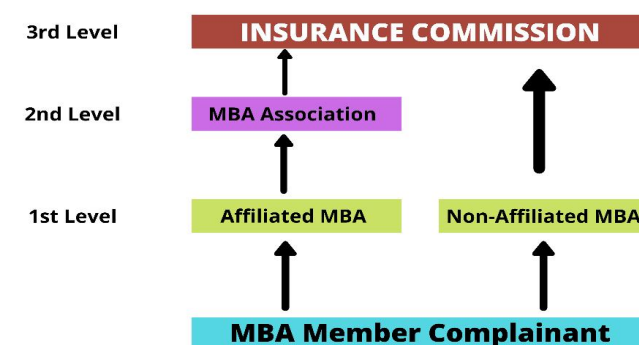 3rd Level
INSURANCE COMMISSION
2nd Level
MBA Association
1st Level
Affiliated MBA
Non-Affiliated MBA
MBA Member Complainant